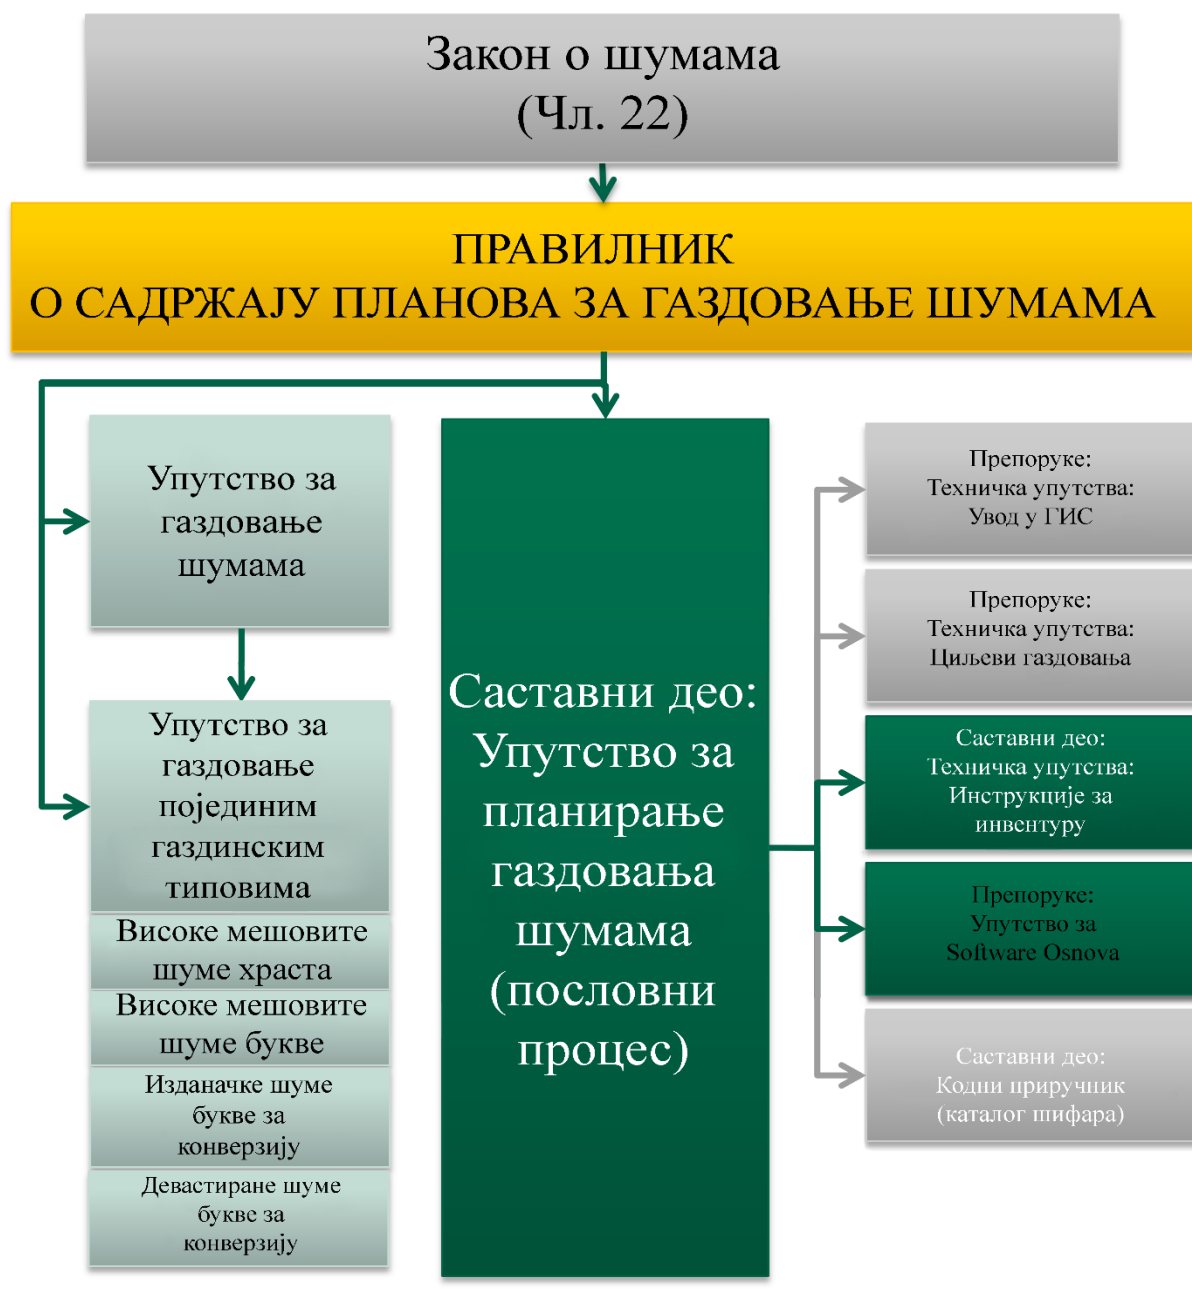 Закон о шумама
(Чл. 22)
ПРАВИЛНИК
О САДРЖАЈУ ПЛАНОВА ЗА ГАЗДОВАЊЕ ШУМАМА
Упутство за
газдовање
шумама
Упутство за
газдовање
појединим
газдинским
типовима
Високе мешовите
шуме храста
Високе мешовите
шуме букве
Изданачке шуме
букве за
конверзију
Девастиране шуме
букве за
конверзију
Саставни део:
Упутство за
планирање
газдовања
шумама
(пословни
процес)
Препоруке:
Техничка упутства:
Увод у ГИС
Препоруке:
Техничка упутства:
Циљеви газдовања
Саставни део:
Техничка упутства:
Инструкције за
инвентуру
Препоруке:
Упутство за
Software Osnova
Саставни део:
Кодни приручник
(каталог шифара)